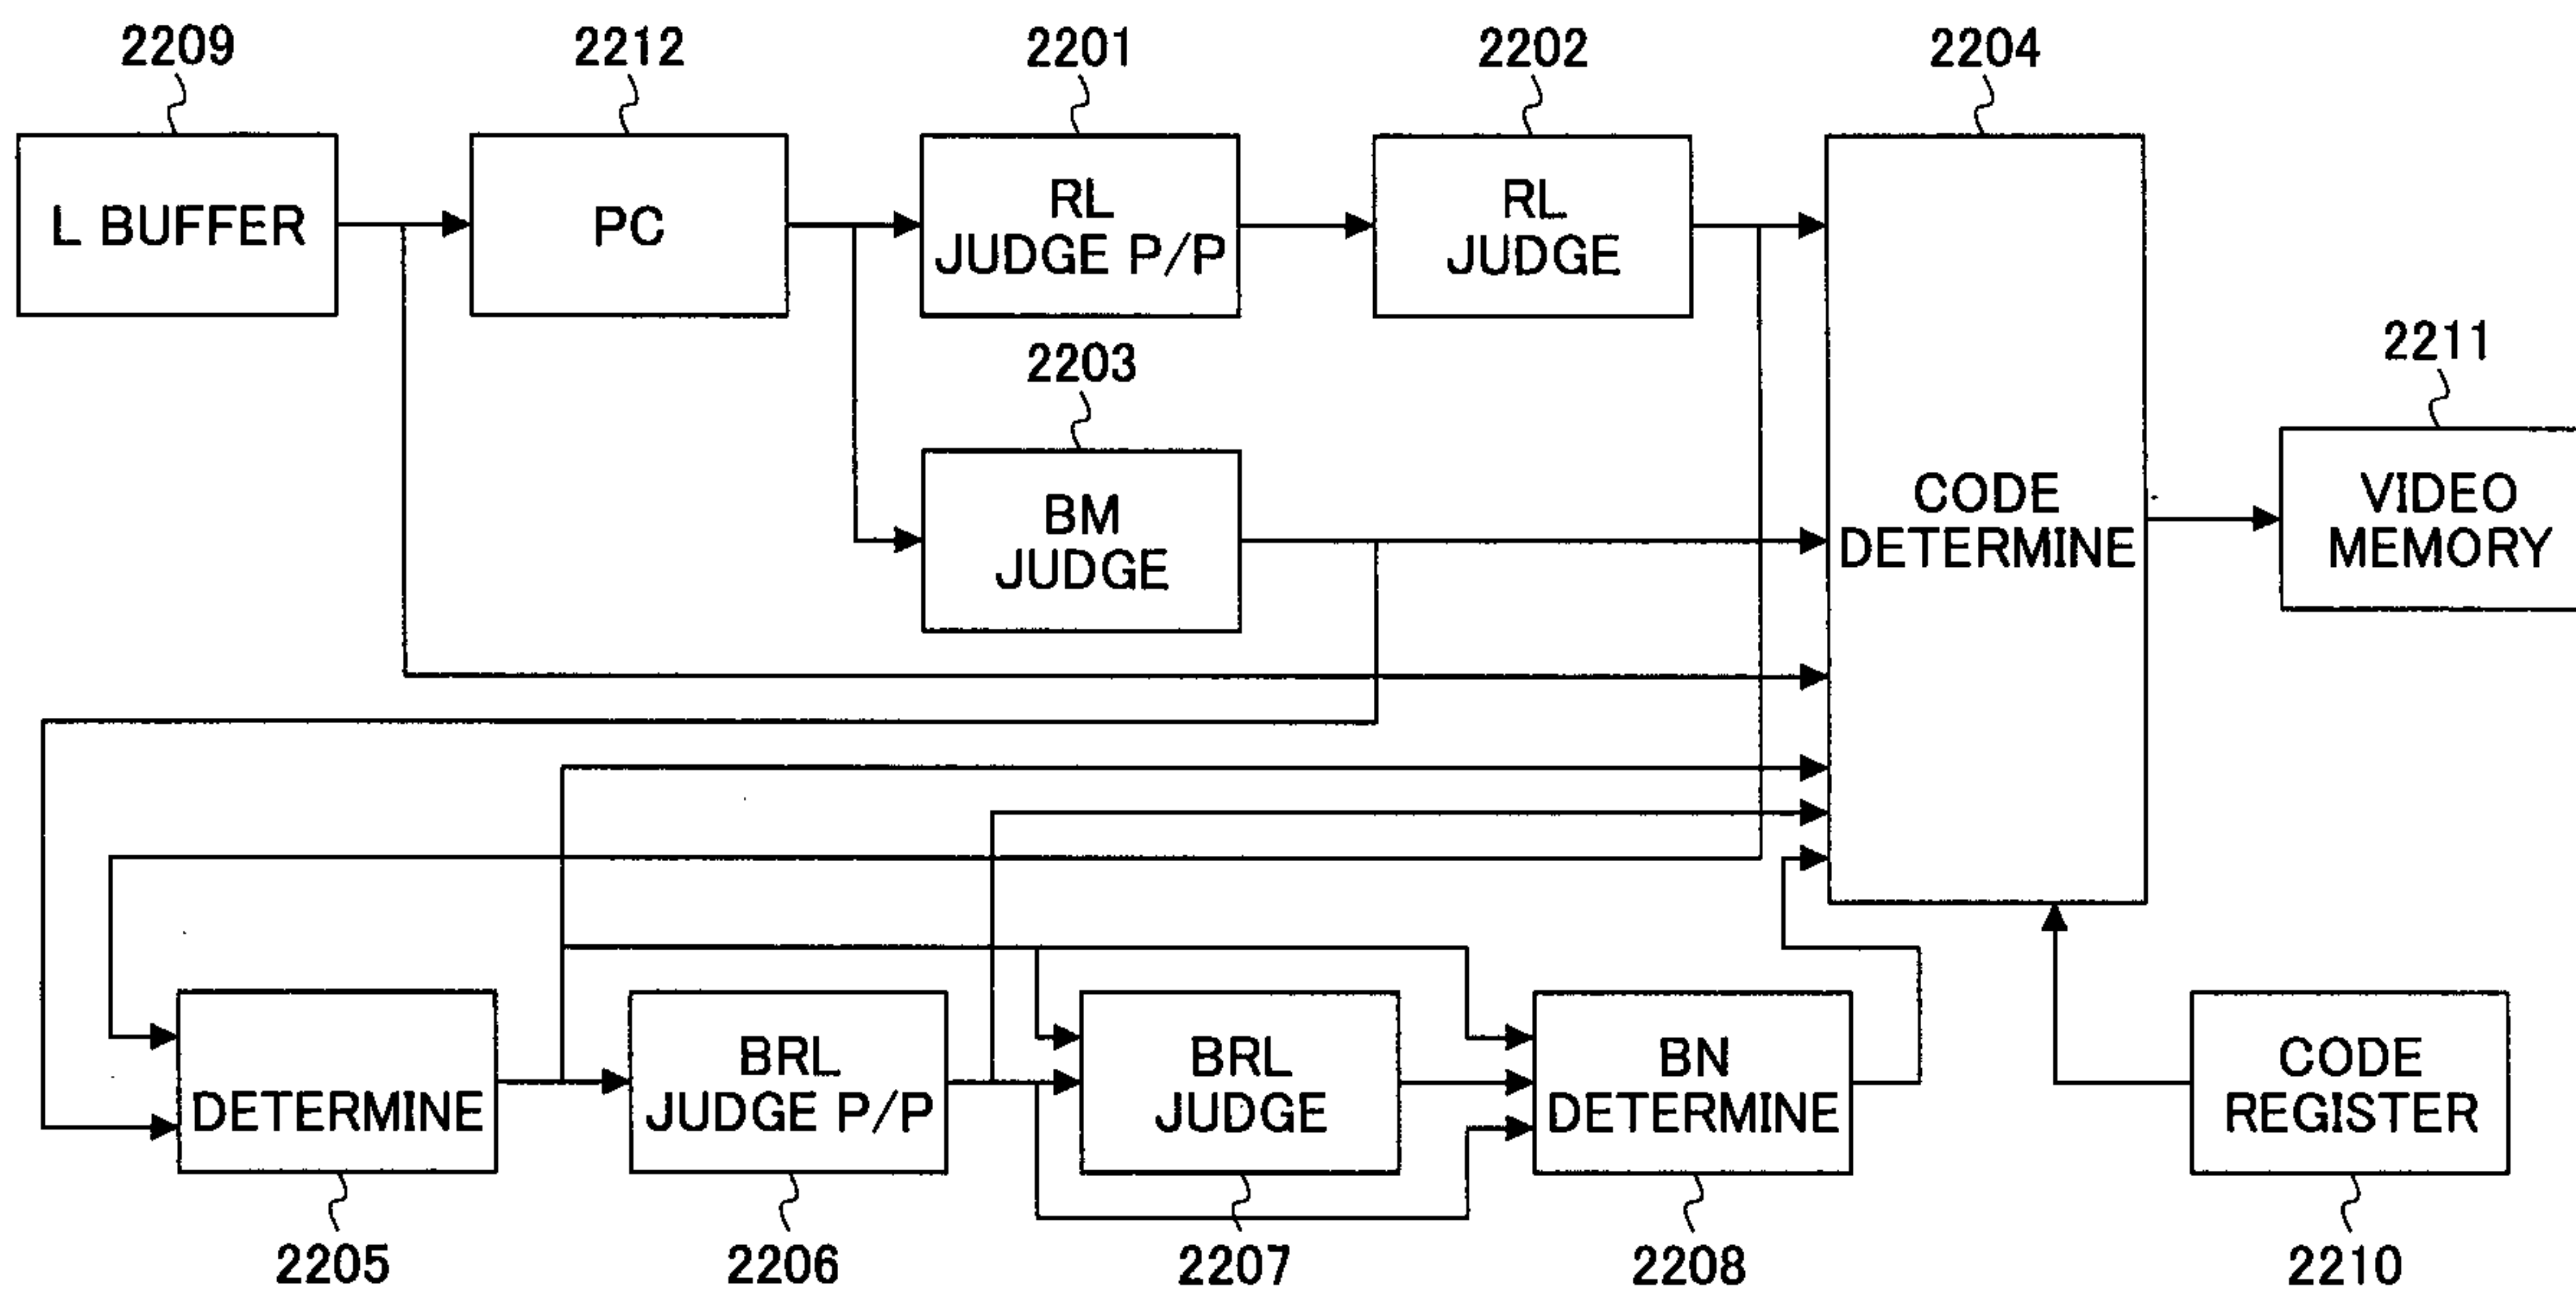 2209
2212
2201
2202
2204
L BUFFER
PC
RL
JUDGE P/P
RL
JUDGE
2203
2211
BM
JUDGE
CODE
DETERMINE
VIDEO
MEMORY
DETERMINE
BRL
JUDGE P/P
BRL
JUDGE
BN
DETERMINE
CODE
REGISTER
2205
2206
2207
2208
2210